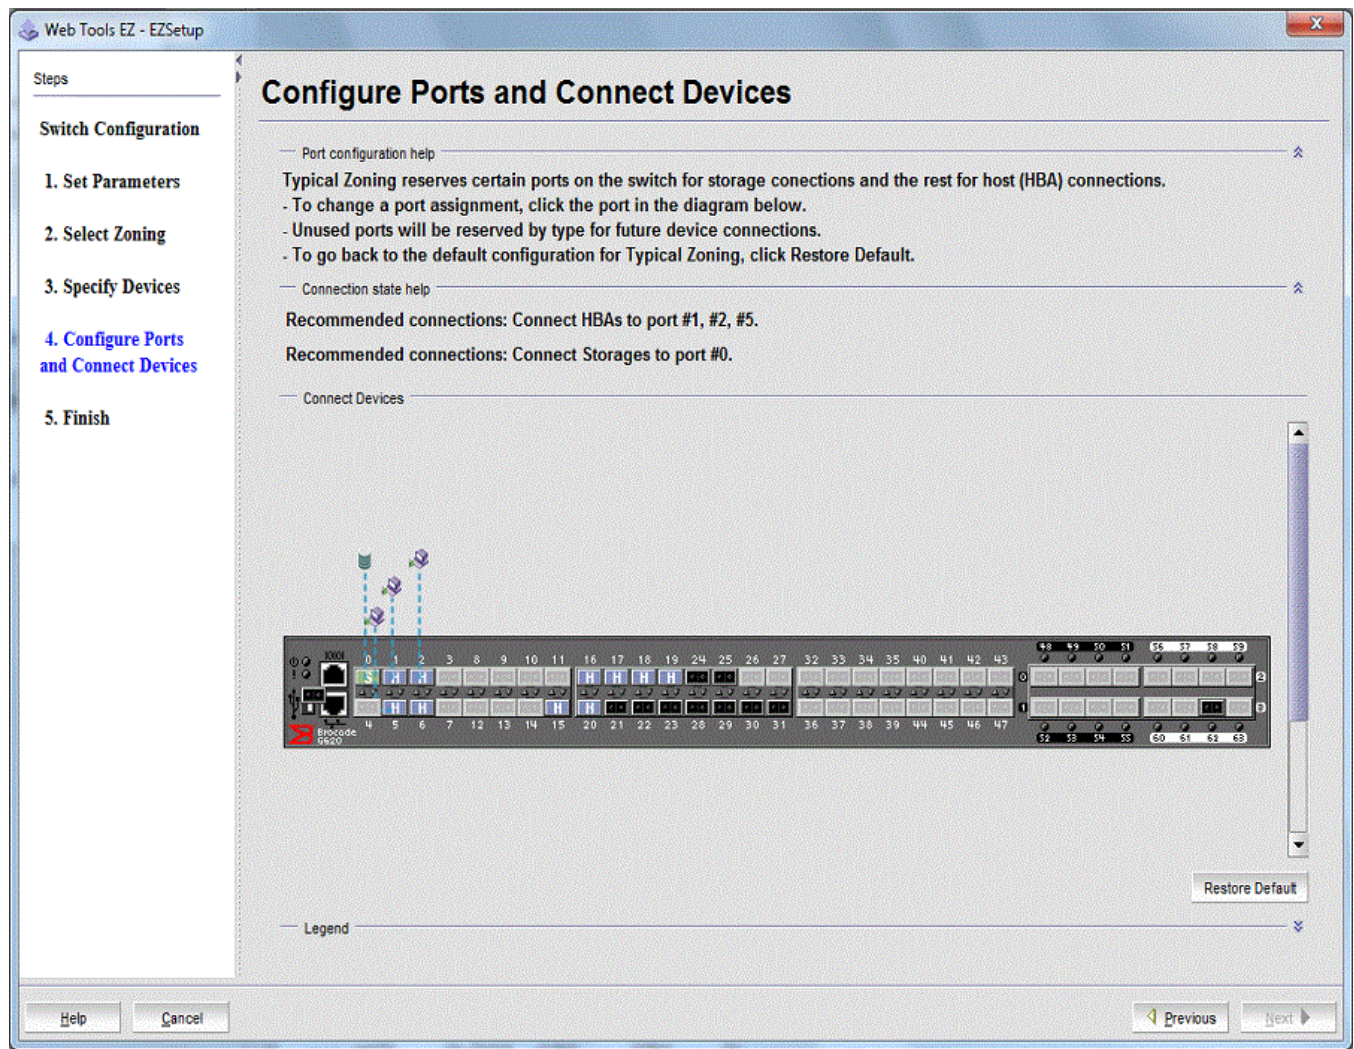 Web Tools EZ - EZSetup
Steps
Switch Configuration
1. Set Parameters
2. Select Zoning
3. Specify Devices
4. Configure Ports
and Connect Devices
5. Finish
Configure Ports and Connect Devices
Port configuration help
Typical Zoning reserves certain ports on the switch for storage conections and the rest for host (HBA) connections.
- To change a port assignment, click the port in the diagram below.
- Unused ports will be reserved by type for future device connections.
- To go back to the default configuration for Typical Zoning, click Restore Default.
Connection state help
Recommended connections: Connect HBAs to port #1, #2, #5.
Recommended connections: Connect Storages to port #0.
Connect Devices
48 49 50 51 56 57 58 59
0 1 2 3 8 9 10 11 16 17 18 19 24 25 26 27 32 33 34 35 40 41 42 43
S H H H H H H 0 2
H H H H 1 3
4 5 6 7 12 13 14 15 20 21 22 23 28 29 30 31 36 37 38 39 44 45 46 47
52 53 54 55 60 61 62 63
Brocade
G620
Restore Default
Legend
Help
Cancel
Previous
Next